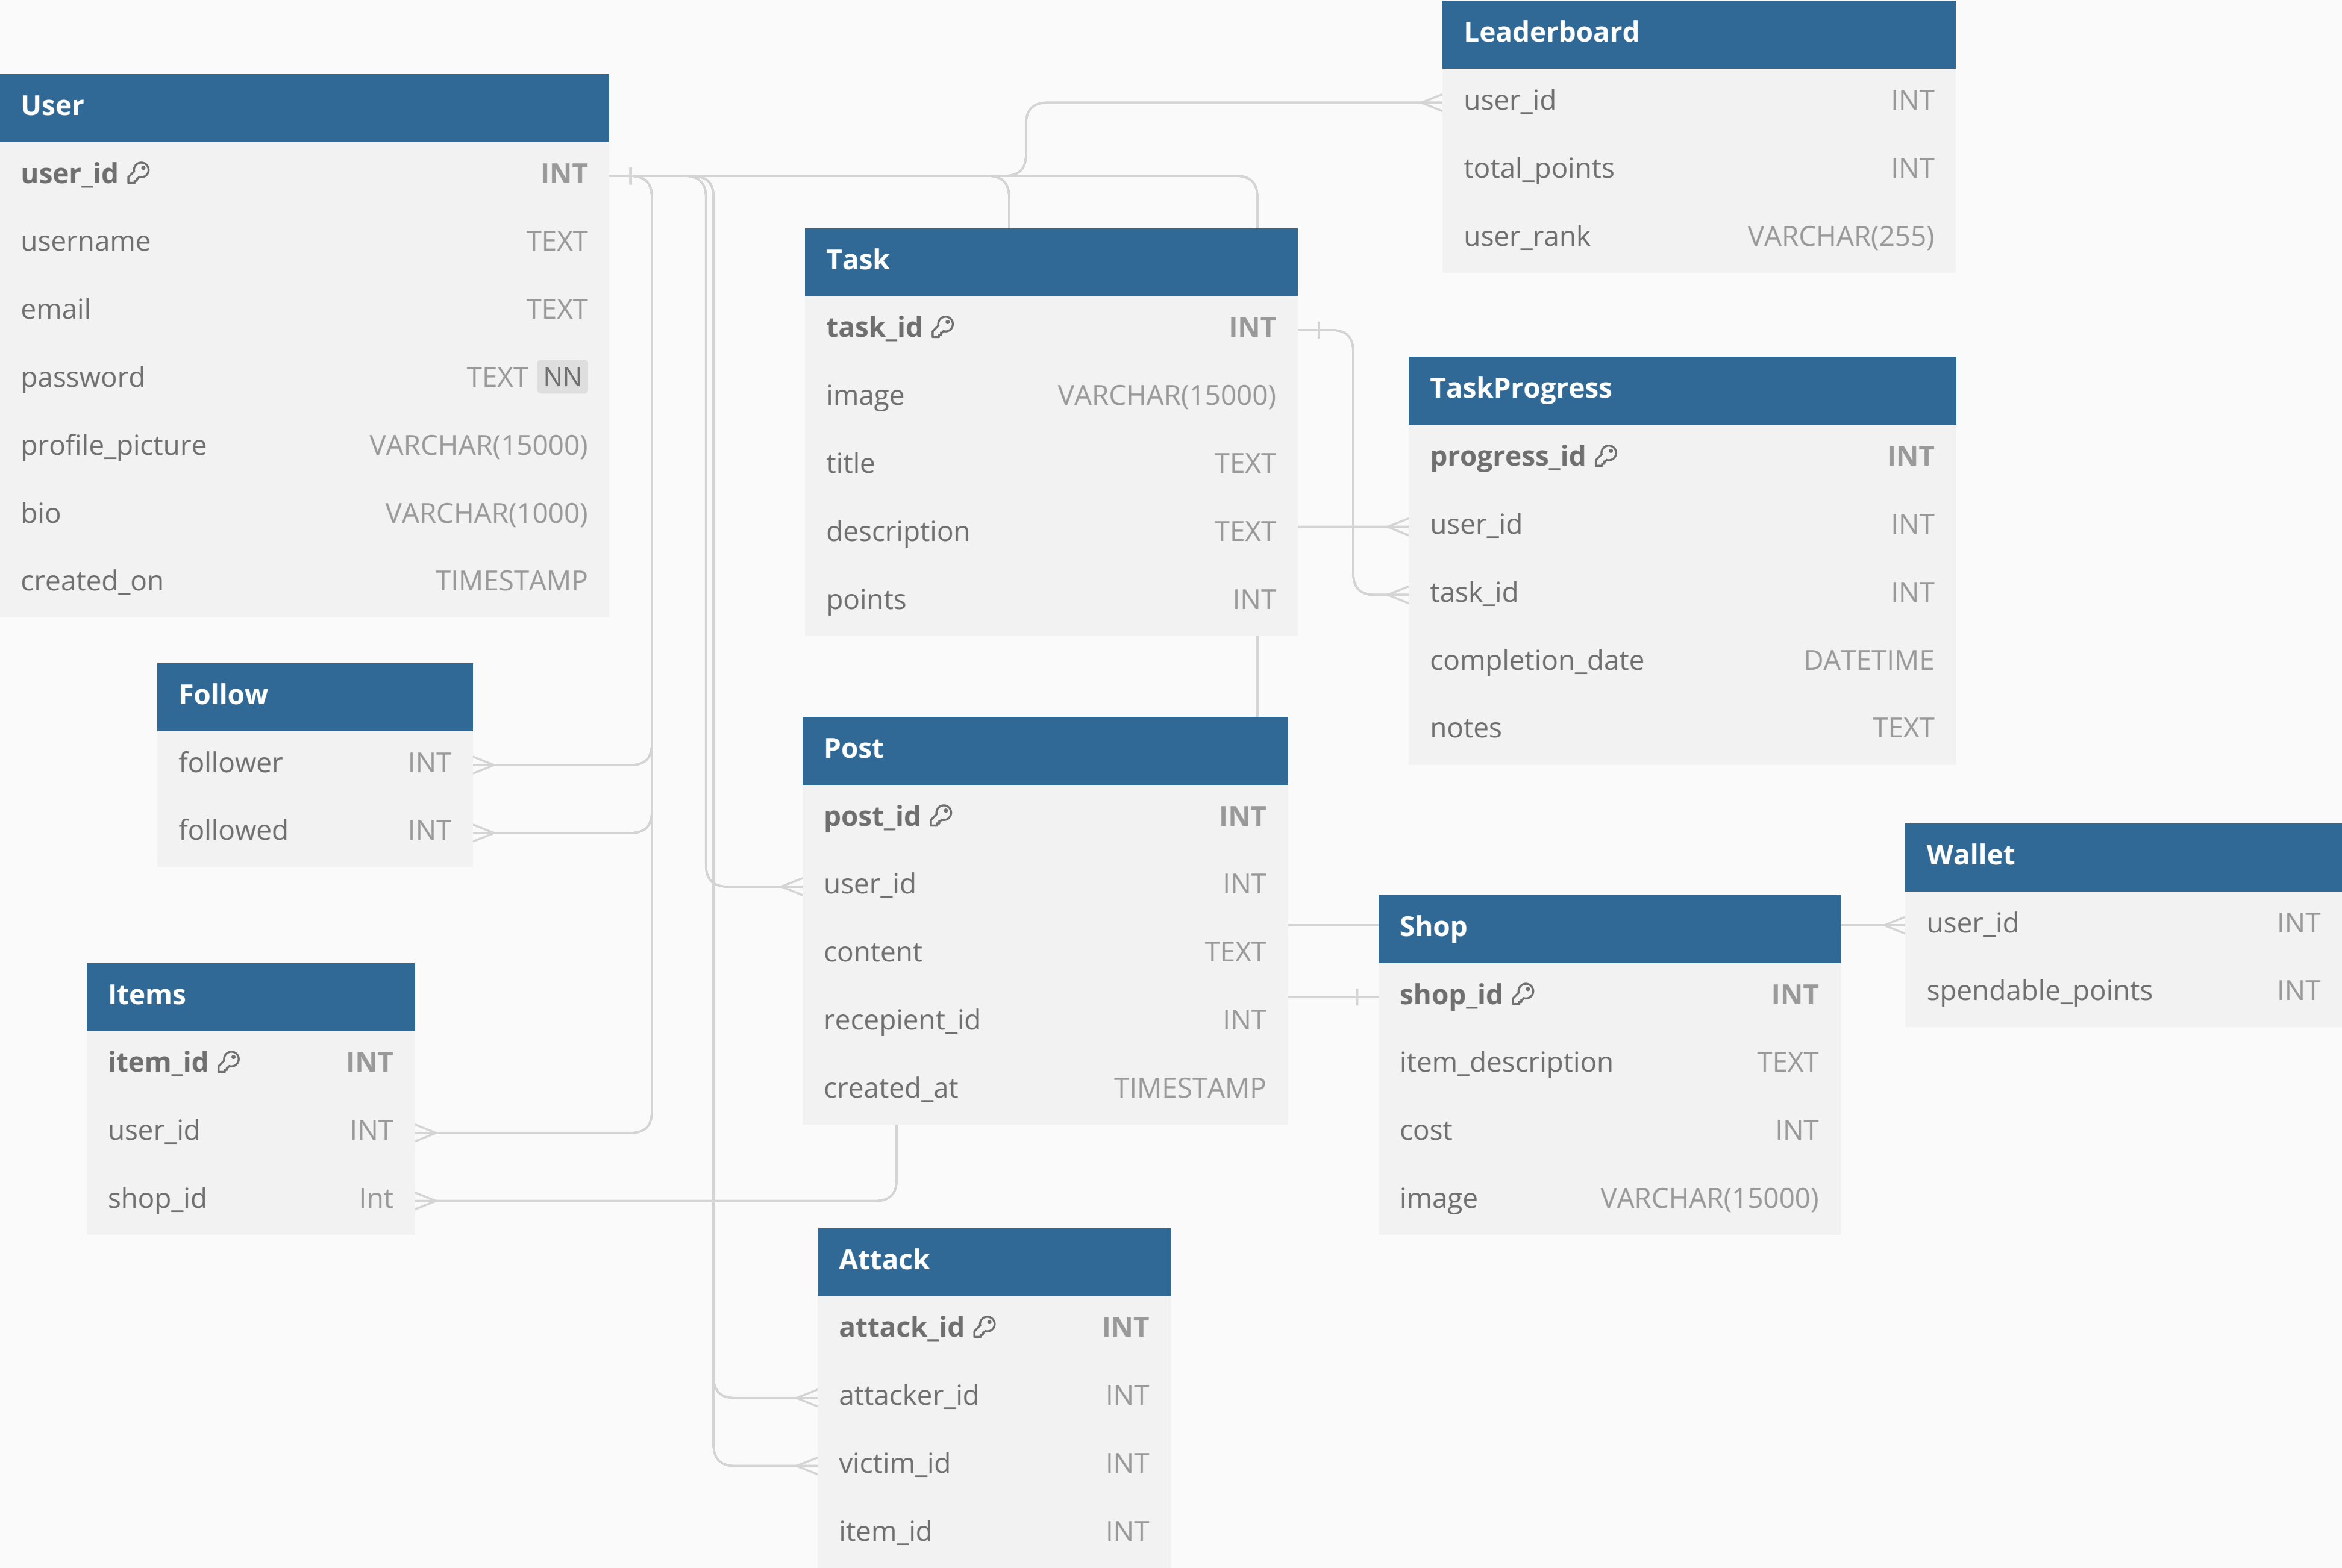 User
user_id INT
username TEXT
email TEXT
password TEXT NN
profile_picture VARCHAR(15000)
bio VARCHAR(1000)
created_on TIMESTAMP
Leaderboard
user_id INT
total_points INT
user_rank VARCHAR(255)
Task
task_id INT
image VARCHAR(15000)
title TEXT
description TEXT
points INT
TaskProgress
progress_id INT
user_id INT
task_id INT
completion_date DATETIME
notes TEXT
Follow
follower INT
followed INT
Post
post_id INT
user_id INT
content TEXT
recepient_id INT
created_at TIMESTAMP
Wallet
user_id INT
spendable_points INT
Shop
shop_id INT
item_description TEXT
cost INT
image VARCHAR(15000)
Items
item_id INT
user_id INT
shop_id Int
Attack
attack_id INT
attacker_id INT
victim_id INT
item_id INT